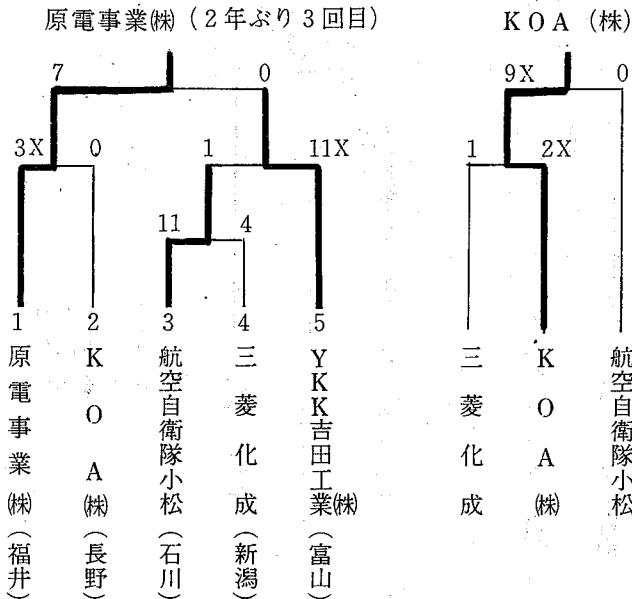 原電事業㈱(2年ぶり3回目)
7 0
3X 0 1 11X
11 4
1 2 3 4 5
原電事業㈱(福井)
KOA㈱(長野)
航空自衛隊小松(石川)
三菱化成(新潟)
YKK吉田工業㈱(富山)
KOA(株)
9X 0
1 2X
三菱化成
KOA㈱
航空自衛隊小松